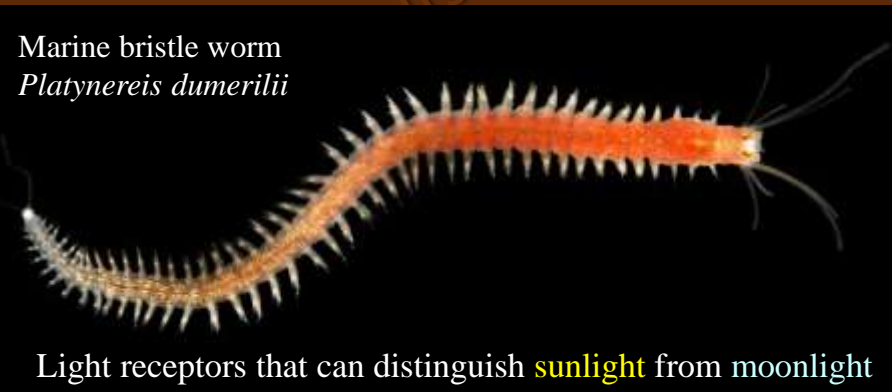 Marine bristle worm
Platynereis dumerilii
Light receptors that can distinguish sunlight from moonlight